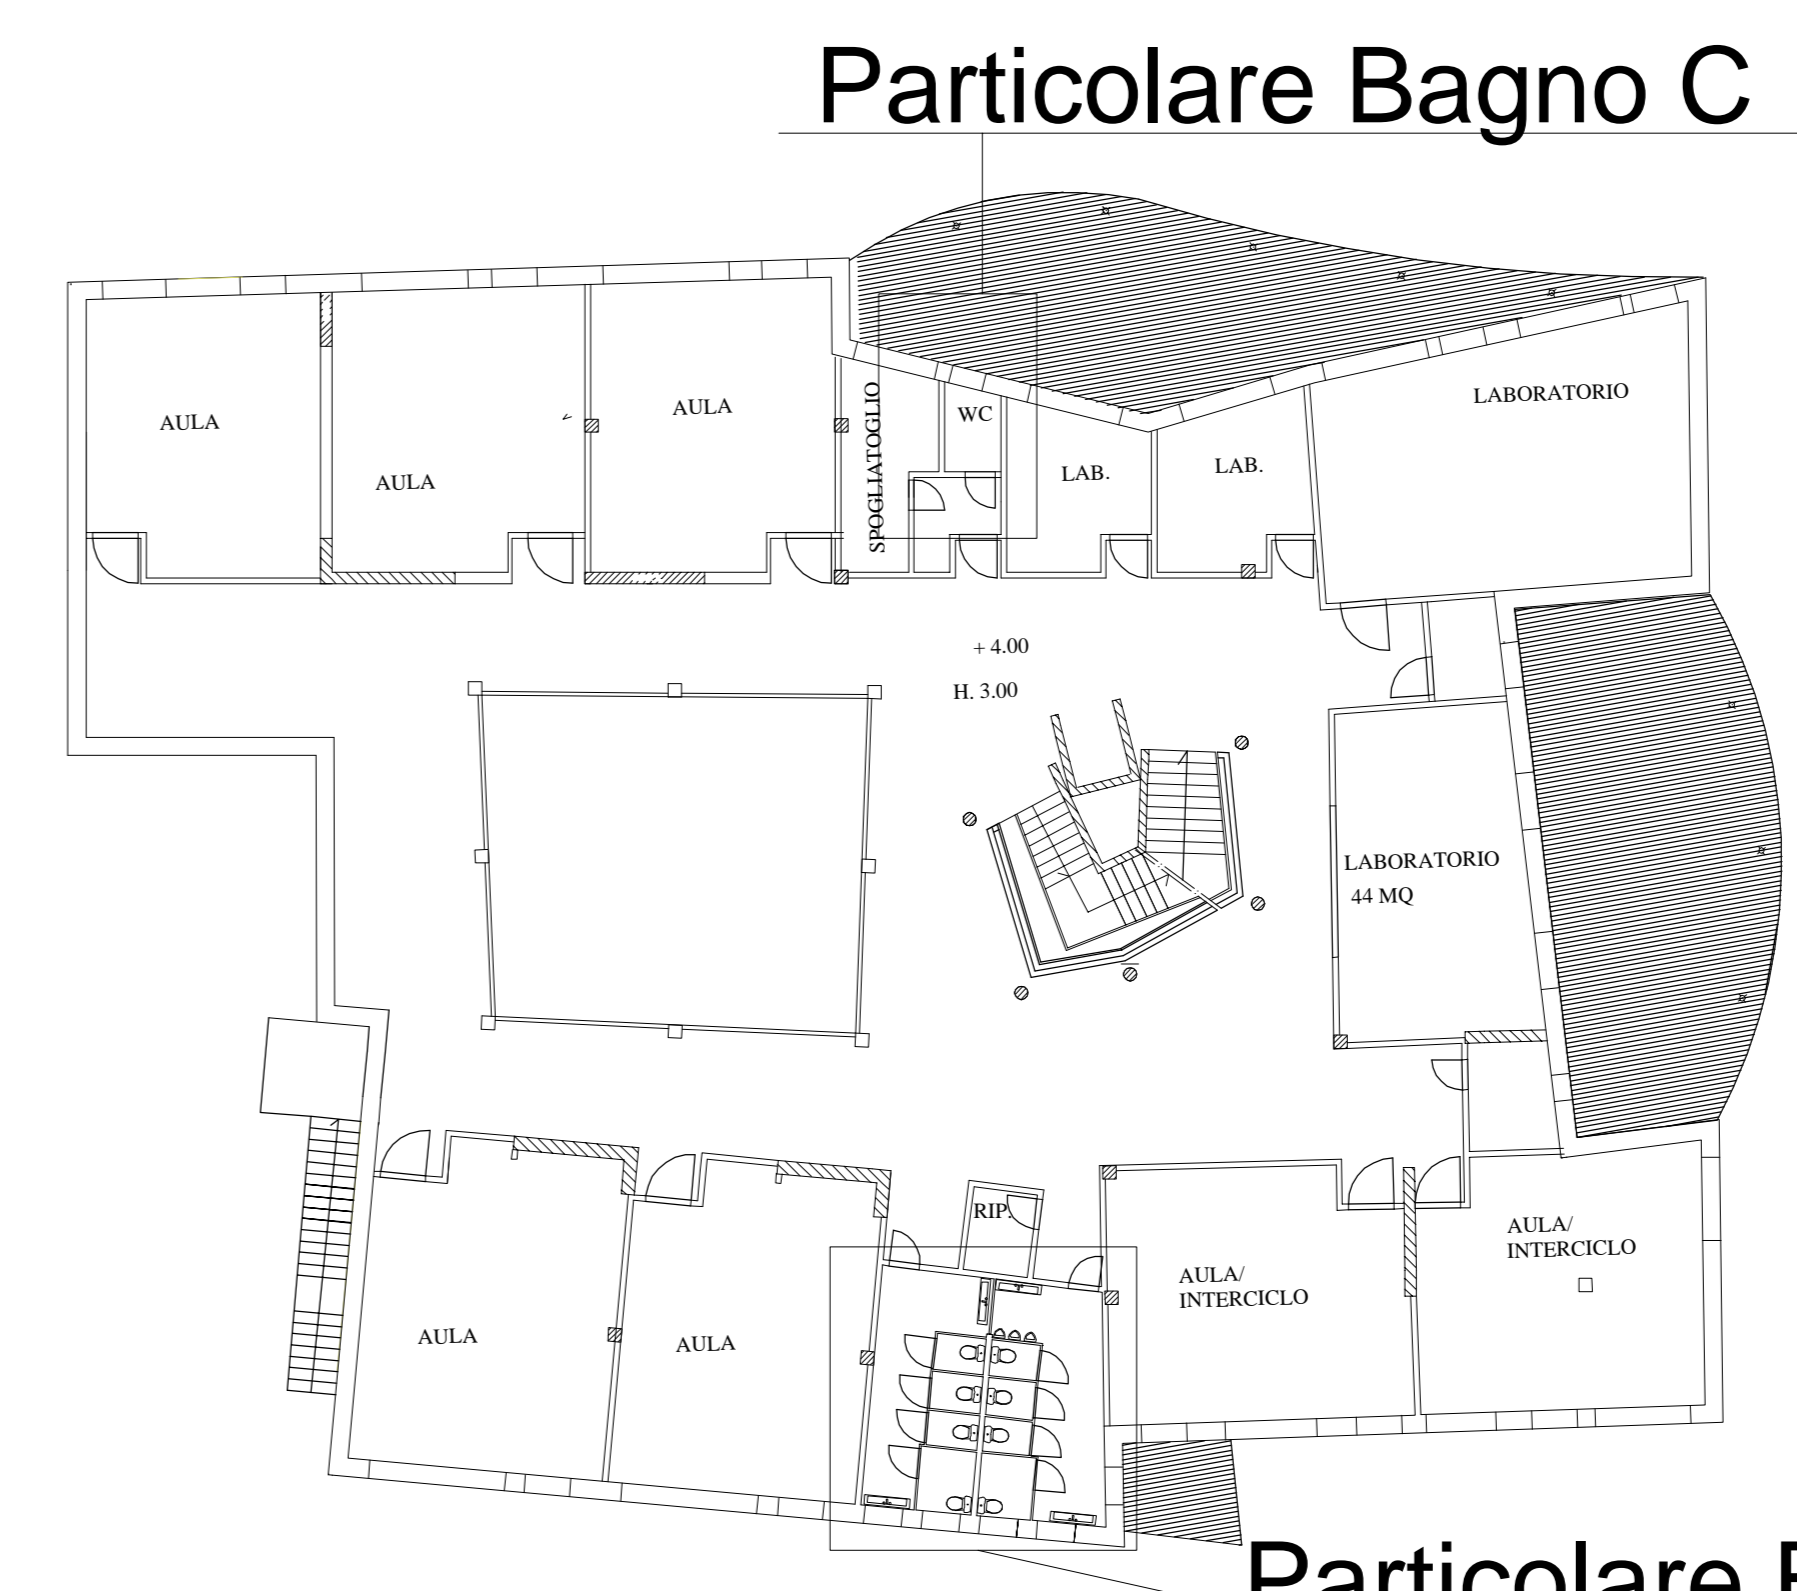 Particolare Bagno C
LABORATORIO
AULA
AULA
WC
SPOGLIATOGLIO
LAB.
LAB.
AULA
+ 4.00
H. 3.00
LABORATORIO
44 MQ
RIP.
AULA/
INTERCICLO
AULA/
INTERCICLO
AULA
AULA
Particolare